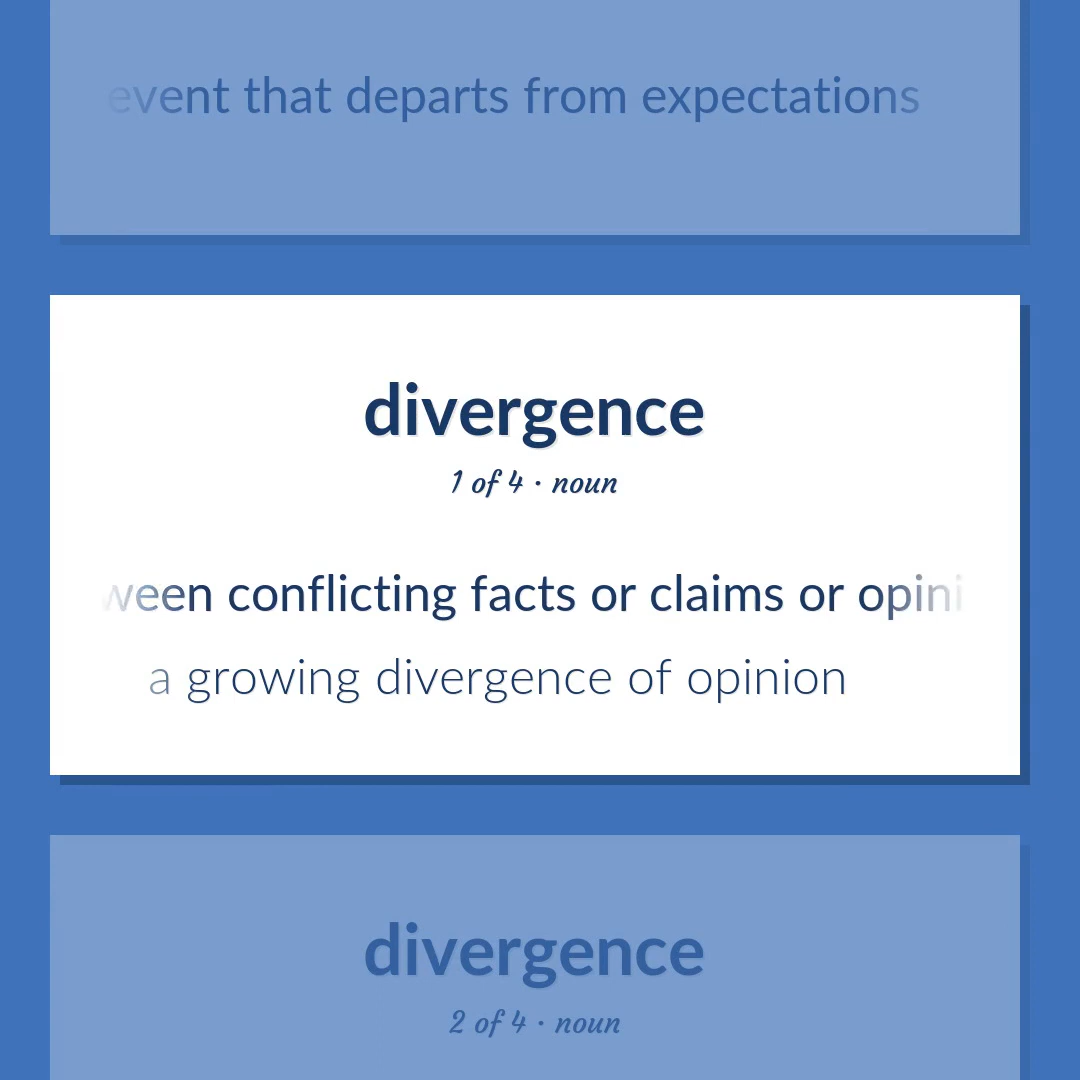 event that departs from expectations
divergence
1 of 4 · noun
ween conflicting facts or claims or opini
a growing divergence of opinion
divergence
2 of 4 · noun